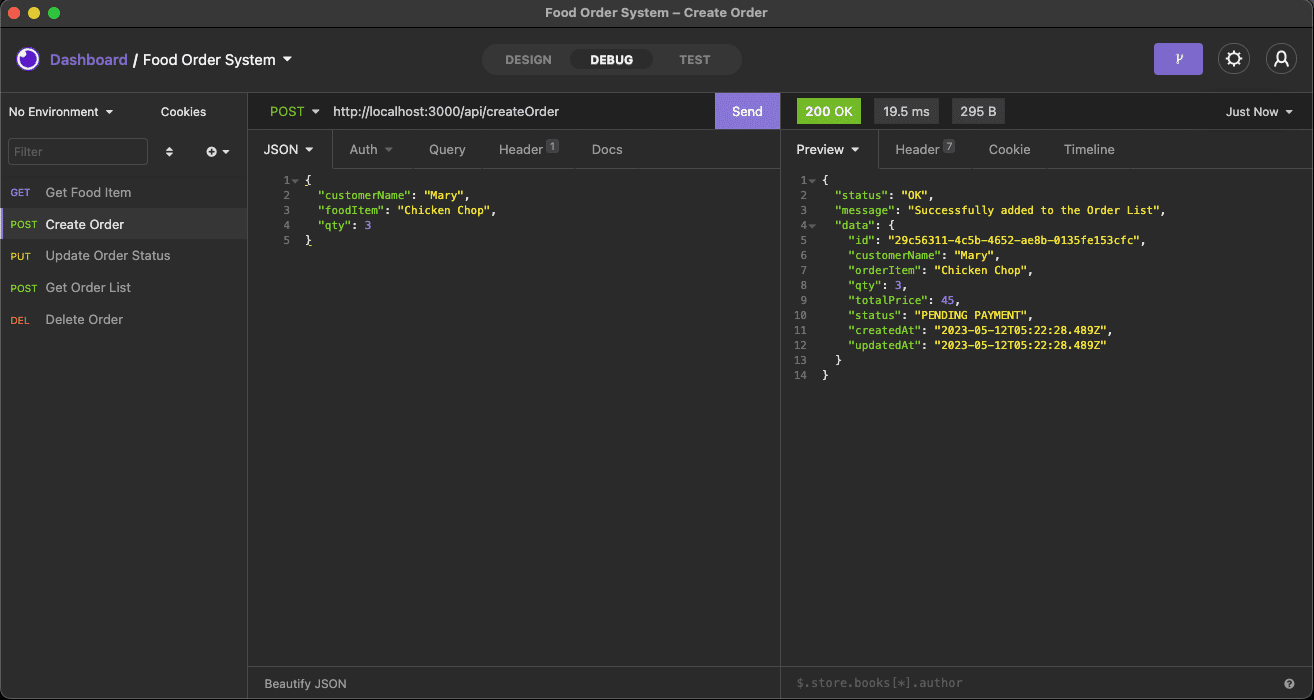 Food Order System – Create Order
Dashboard / Food Order System
DESIGN DEBUG TEST
No Environment Cookies
Filter
GET Get Food Item
POST Create Order
PUT Update Order Status
POST Get Order List
DEL Delete Order
POST http://localhost:3000/api/createOrder Send
JSON Auth Query Header 1 Docs
1 {
2 "customerName": "Mary",
3 "foodItem": "Chicken Chop",
4 "qty": 3
5 }
Beautify JSON
200 OK 19.5 ms 295 B Just Now
Preview Header 7 Cookie Timeline
1 {
2 "status": "OK",
3 "message": "Successfully added to the Order List",
4 "data": {
5 "id": "29c56311-4c5b-4652-ae8b-0135fe153cfc",
6 "customerName": "Mary",
7 "orderItem": "Chicken Chop",
8 "qty": 3,
9 "totalPrice": 45,
10 "status": "PENDING PAYMENT",
11 "createdAt": "2023-05-12T05:22:28.489Z",
12 "updatedAt": "2023-05-12T05:22:28.489Z"
13 }
14 }
$.store.books[*].author